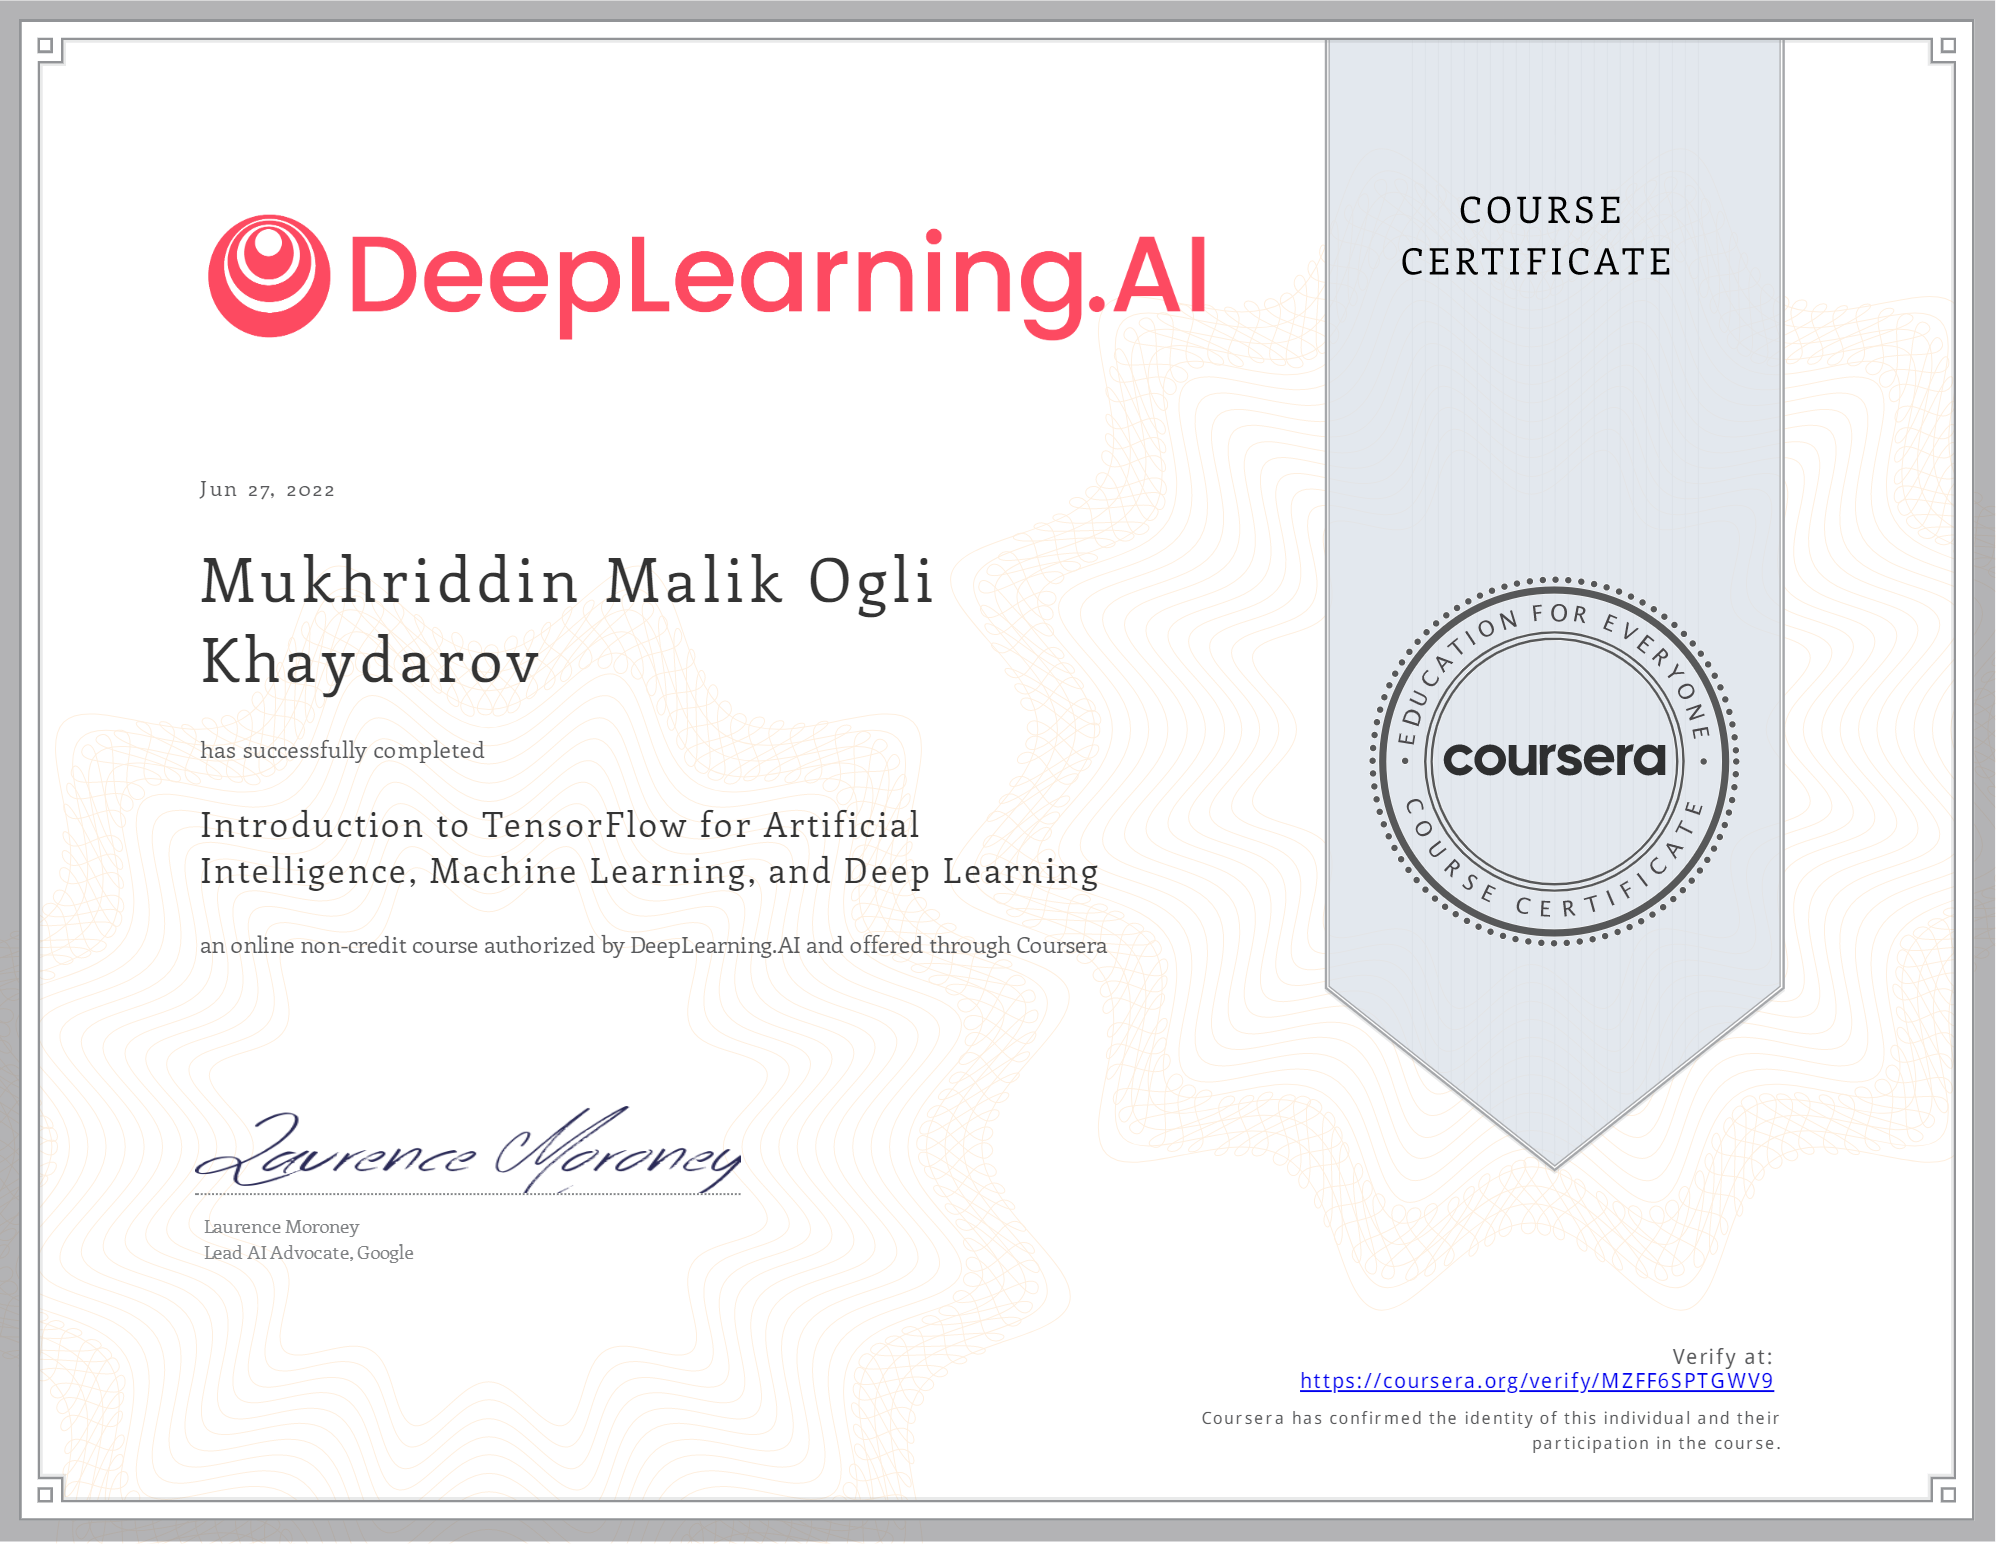 DeepLearning.AI
COURSE
CERTIFICATE
Jun 27, 2022
Mukhriddin Malik Ogli
Khaydarov
has successfully completed
Introduction to TensorFlow for Artificial
Intelligence, Machine Learning, and Deep Learning
an online non-credit course authorized by DeepLearning.AI and offered through Coursera
EDUCATION FOR EVERYONE
coursera
COURSE CERTIFICATE
Laurence Moroney
Laurence Moroney
Lead AI Advocate, Google
Verify at:
https://coursera.org/verify/MZFF6SPTGWV9
Coursera has confirmed the identity of this individual and their
participation in the course.